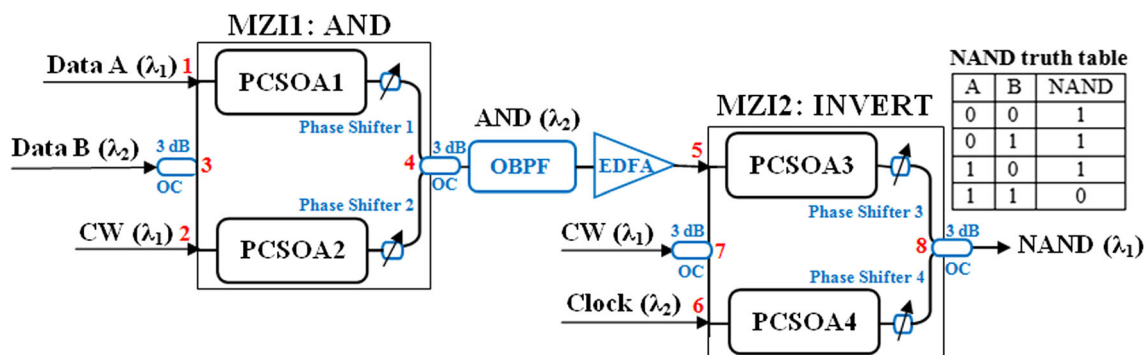 MZI1: AND
Data A (λ₁) 1
PCSOA1
Phase Shifter 1
Data B (λ₂)
3 dB
OC
3
4
3 dB
OC
AND (λ₂)
OBPF
EDFA
Phase Shifter 2
CW (λ₁) 2
PCSOA2
MZI2: INVERT
5
PCSOA3
Phase Shifter 3
CW (λ₁)
3 dB
OC
7
8
3 dB
OC
NAND (λ₁)
Phase Shifter 4
Clock (λ₂) 6
PCSOA4
NAND truth table
A B NAND
0 0 1
0 1 1
1 0 1
1 1 0